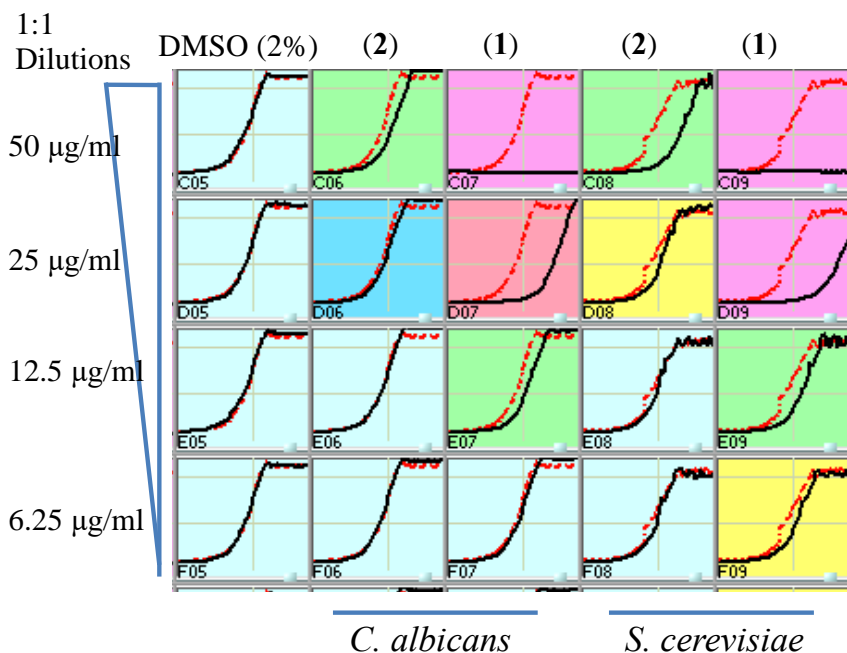 1:1
Dilutions
DMSO (2%) (2) (1) (2) (1)
50 μg/ml
C05 C06 C07 C08 C09
25 μg/ml
D05 D06 D07 D08 D09
12.5 μg/ml
E05 E06 E07 E08 E09
6.25 μg/ml
F05 F06 F07 F08 F09
C. albicans S. cerevisiae